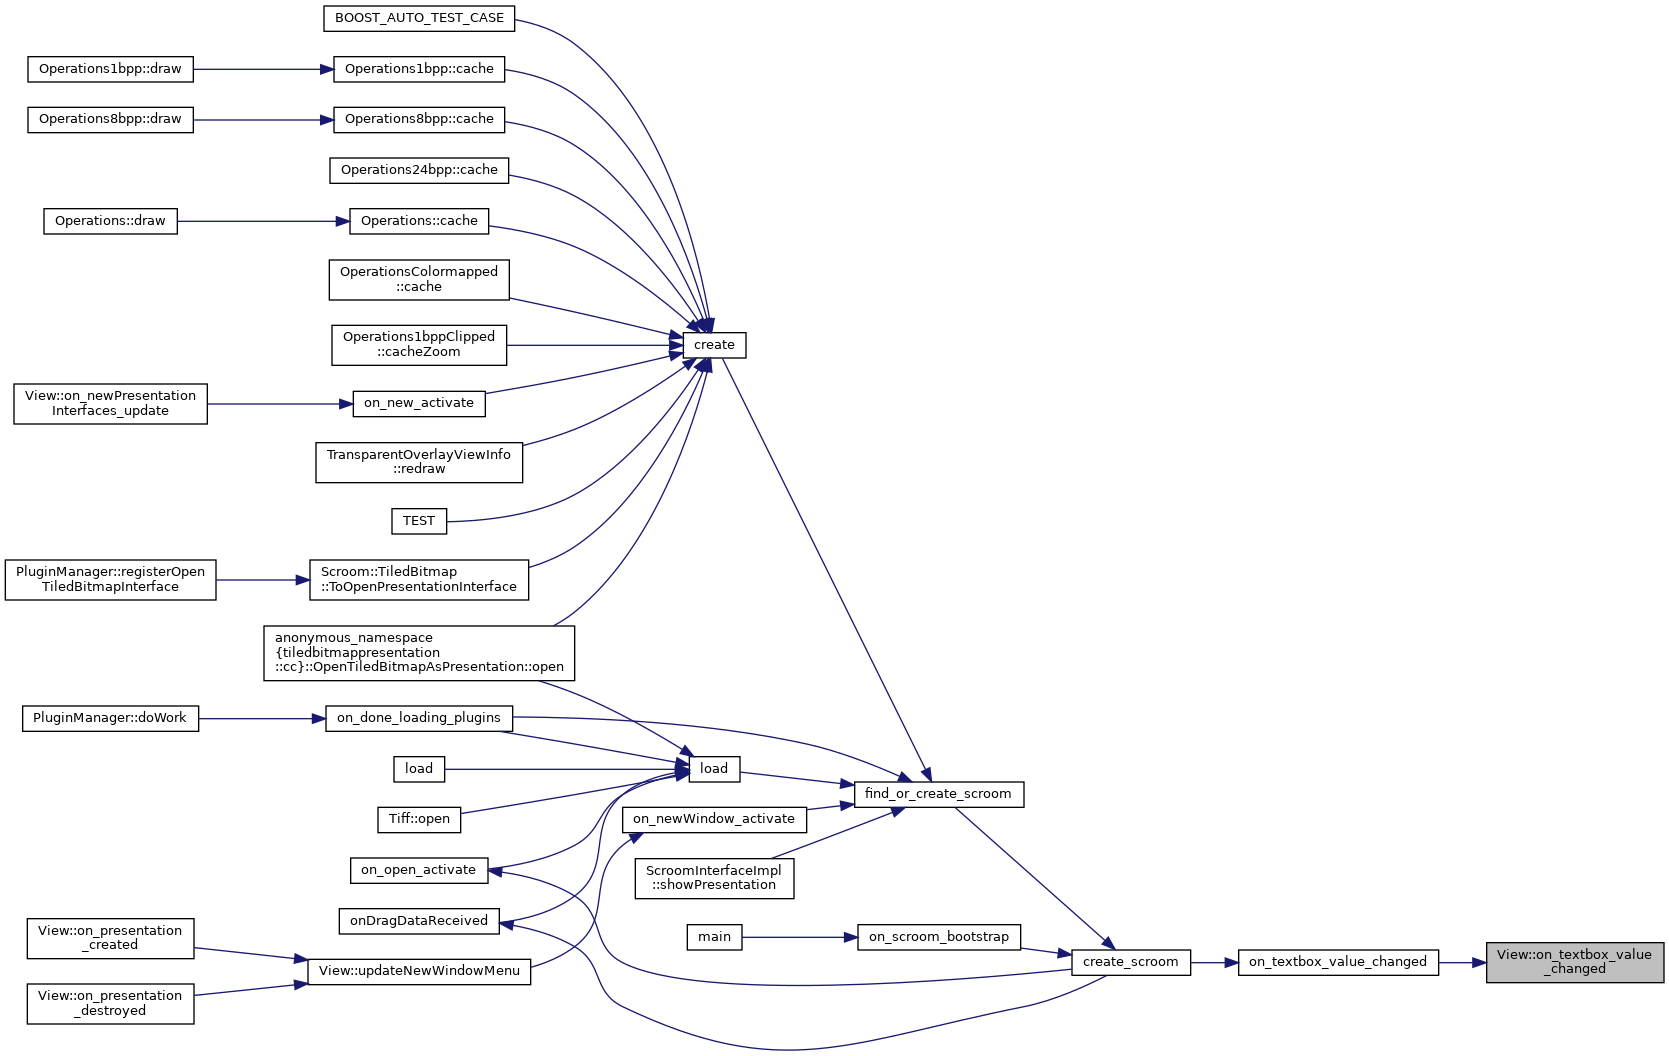 BOOST_AUTO_TEST_CASE
Operations1bpp::draw
Operations1bpp::cache
Operations8bpp::draw
Operations8bpp::cache
Operations24bpp::cache
Operations::draw
Operations::cache
OperationsColormapped
::cache
Operations1bppClipped
::cacheZoom
create
View::on_newPresentation
Interfaces_update
on_new_activate
TransparentOverlayViewInfo
::redraw
TEST
PluginManager::registerOpen
TiledBitmapInterface
Scroom::TiledBitmap
::ToOpenPresentationInterface
anonymous_namespace
{tiledbitmappresentation
::cc}::OpenTiledBitmapAsPresentation::open
PluginManager::doWork
on_done_loading_plugins
load
load
find_or_create_scroom
Tiff::open
on_newWindow_activate
on_open_activate
ScroomInterfaceImpl
::showPresentation
onDragDataReceived
View::on_presentation
_created
main
on_scroom_bootstrap
View::updateNewWindowMenu
create_scroom
on_textbox_value_changed
View::on_textbox_value
_changed
View::on_presentation
_destroyed